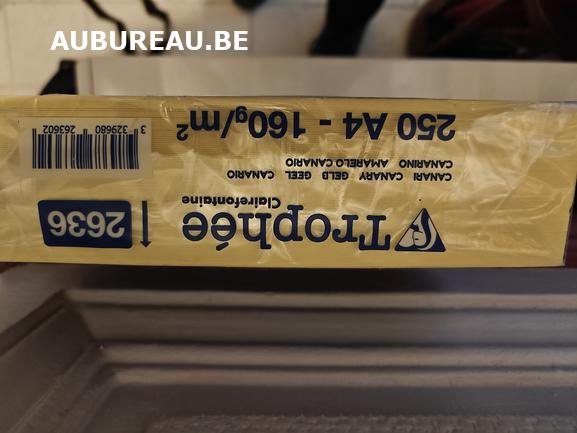 AUBUREAU.BE
Trophée
Clairefontaine
2636
CANARI CANARY GELB GEEL CANARIO
CANARINO AMARELO CANARIO
250 A4 - 160g/m²
3 329680 263602